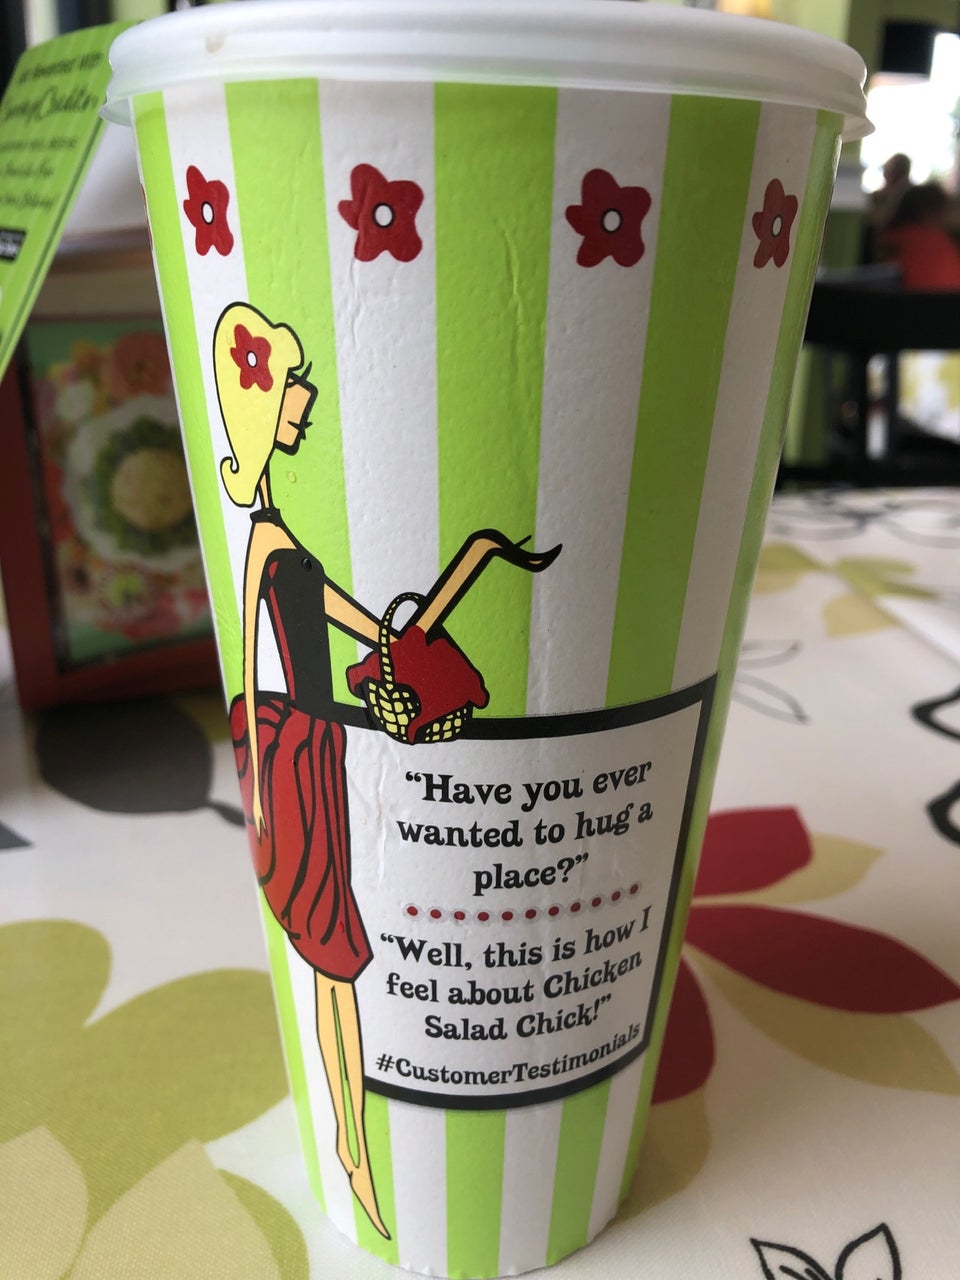 “Have you ever
wanted to hug a
place?”
“Well, this is how I
feel about Chicken
Salad Chick!”
#CustomerTestimonials